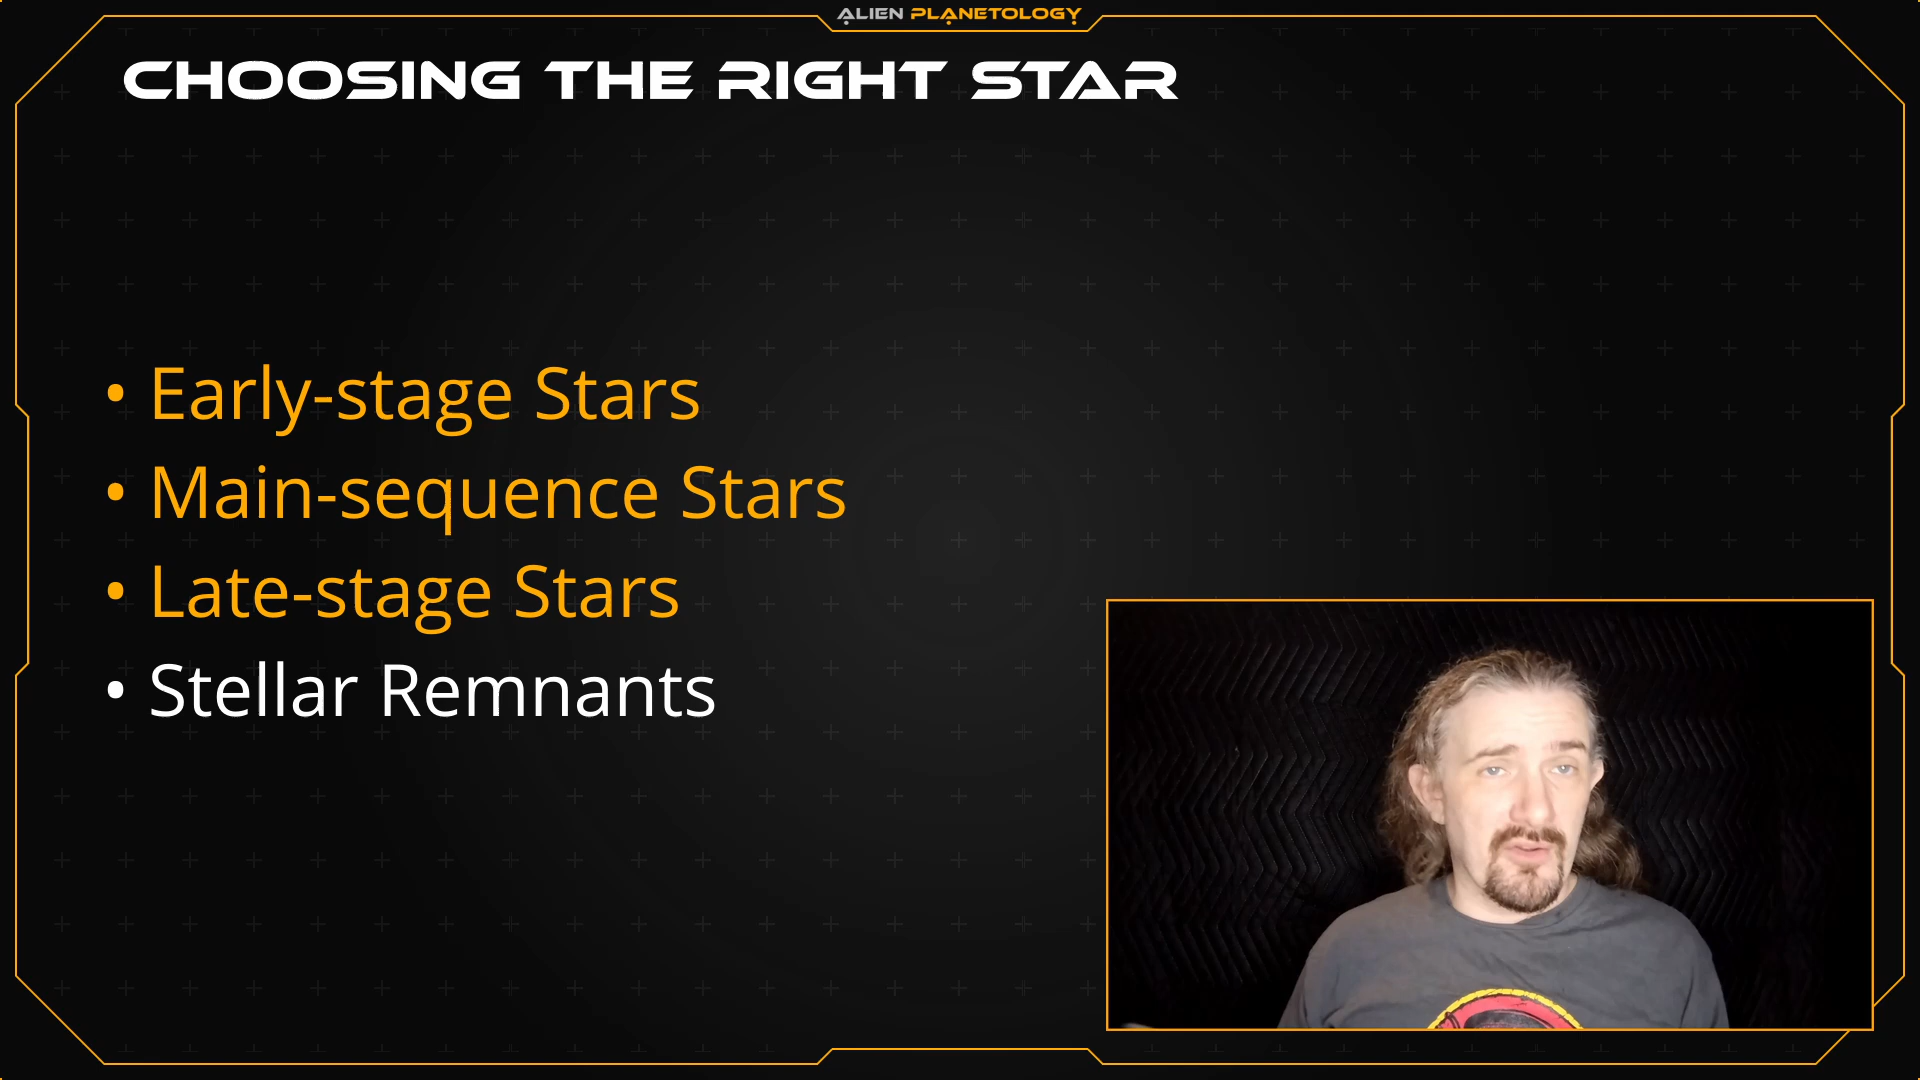 ALIEN PLANETOLOGY
CHOOSING THE RIGHT STAR
• Early-stage Stars
• Main-sequence Stars
• Late-stage Stars
• Stellar Remnants